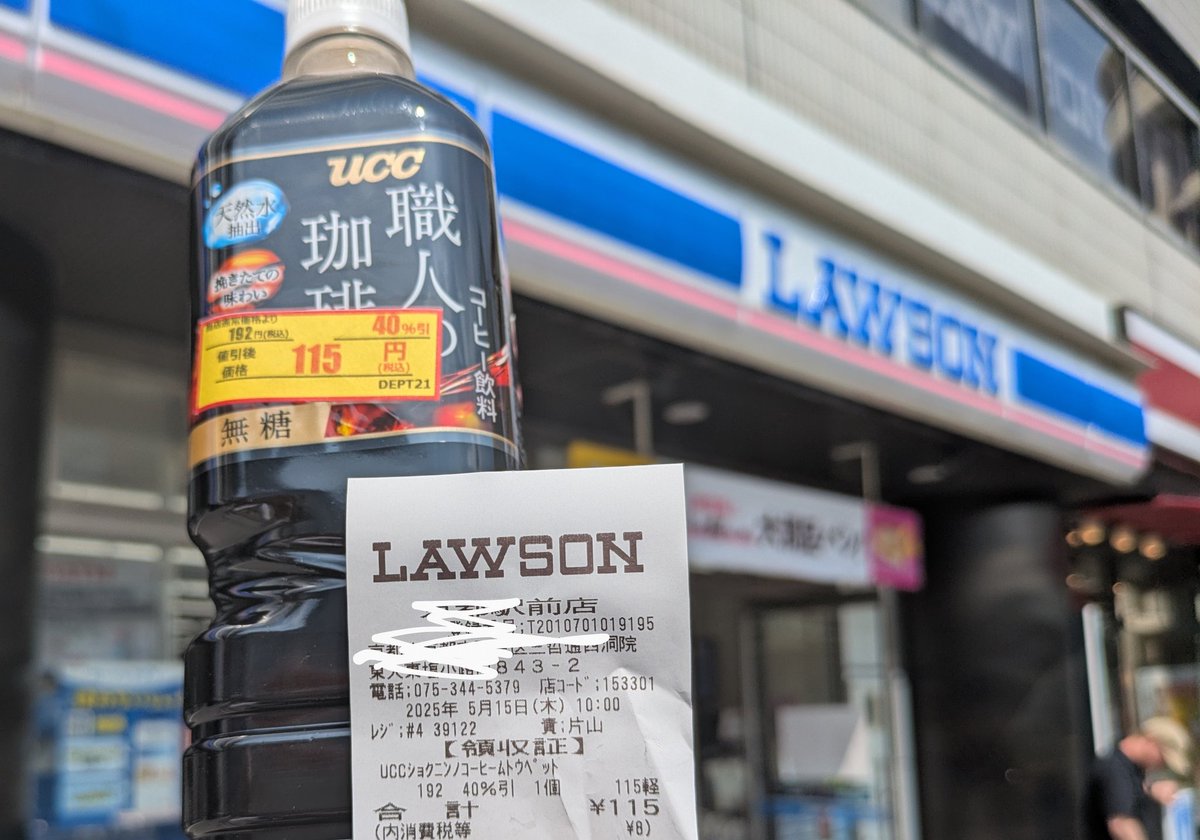 ucc
職人の
珈琲
コーヒー飲料
天然水
抽出
挽きたての
味わい
192円(税込)
40%引
値引後
価格
115円
(税込)
DEPT21
無糖
LAWSON
LAWSON
駅前店
T2010701019195
843-2
電話;075-344-5379 店コード;153301
2025年 5月15日(木) 10:00
レジ;#4 39122 責;片山
【領収証】
UCCショクニンノコーヒームトウペット
192 40%引 1個 115軽
合 計 ¥115
(内消費税等 ¥8)